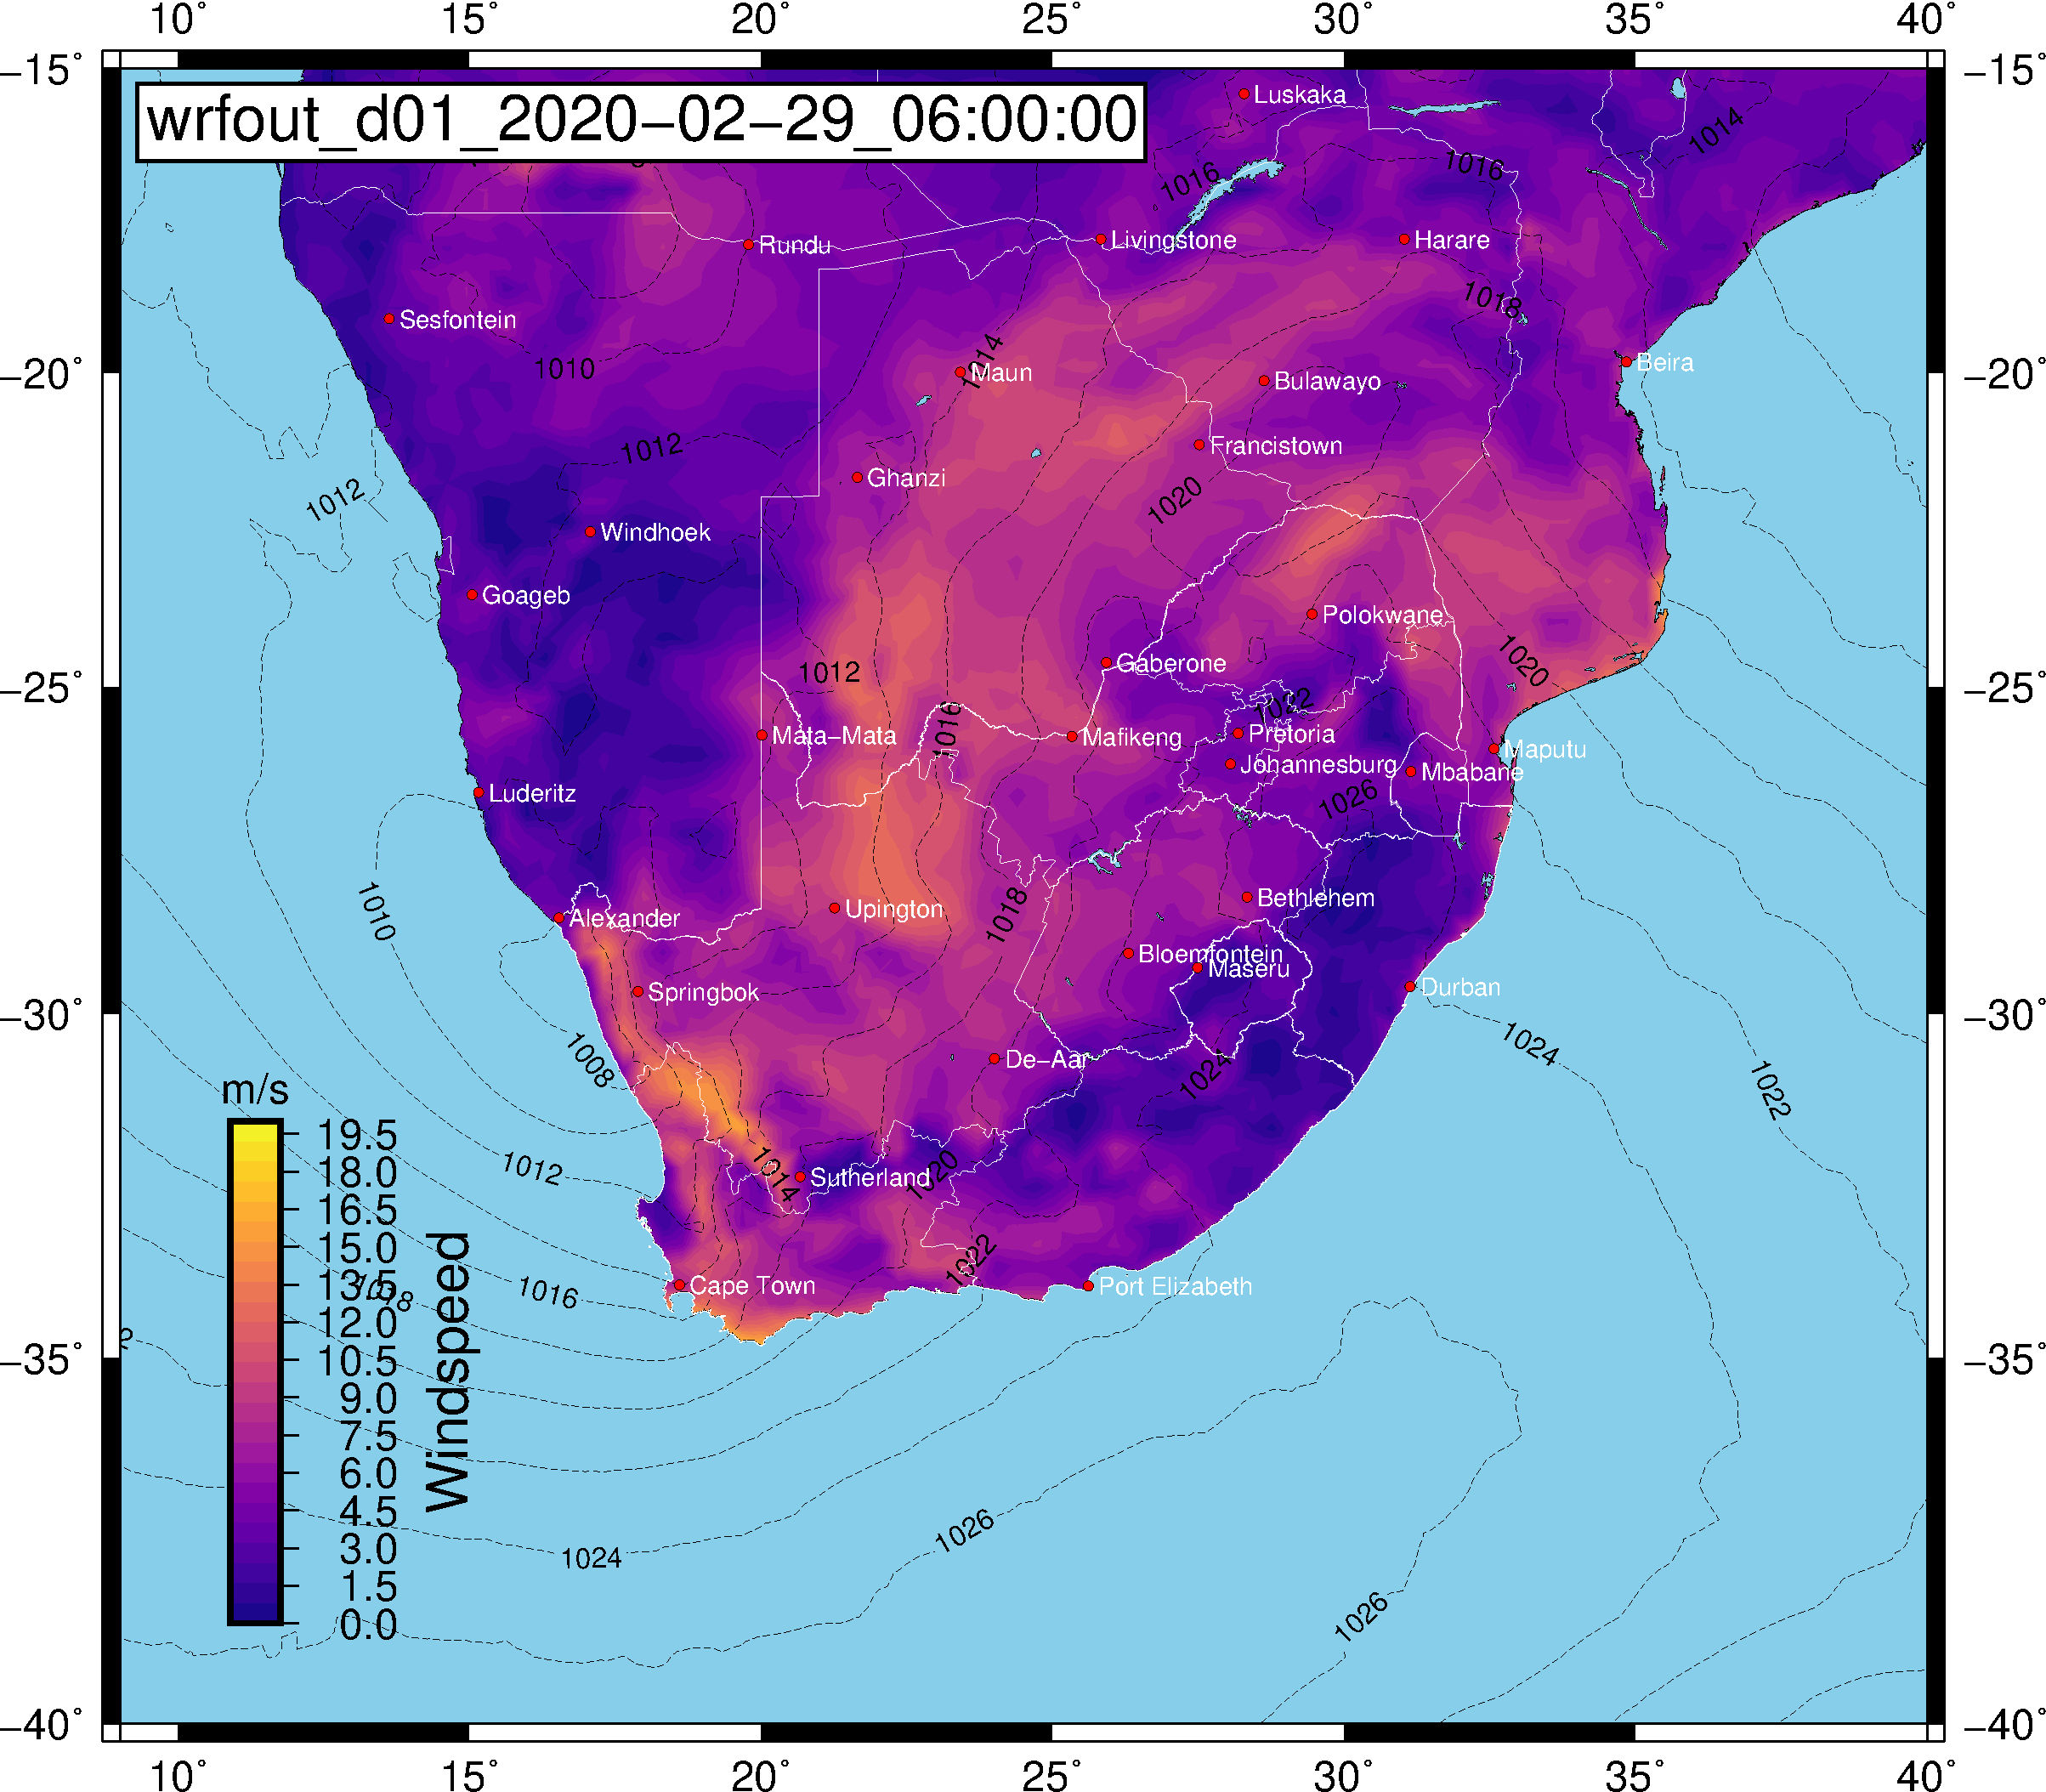 10° 15° 20° 25° 30° 35° 40°
−15° −15°
wrfout_d01_2020−02−29_06:00:00
Luskaka
1014
1016
1016
Rundu
Livingstone
Harare
1018
Sesfontein
1010
1014
Maun
Bulawayo
Beira
−20° −20°
1012
Francistown
Ghanzi
1012
1020
Windhoek
Goageb
Polokwane
1020
Gaberone
1012
−25° −25°
1022
1016
Mata−Mata
Mafikeng
Pretoria
Maputu
Johannesburg
Mbabane
Luderitz
1026
1010
Bethlehem
Alexander
Upington
1018
Bloemfontein
Maseru
Springbok
Durban
−30° −30°
1024
1008
De−Aar
1024
1022
m/s
19.5
18.0
16.5
15.0
13.5
12.0
10.5
9.0
7.5
6.0
4.5
3.0
1.5
0.0
Windspeed
1012
1014
Sutherland
1020
1022
Cape Town
Port Elizabeth
1018
1016
−35° −35°
1026
1024
1026
−40° −40°
10° 15° 20° 25° 30° 35° 40°